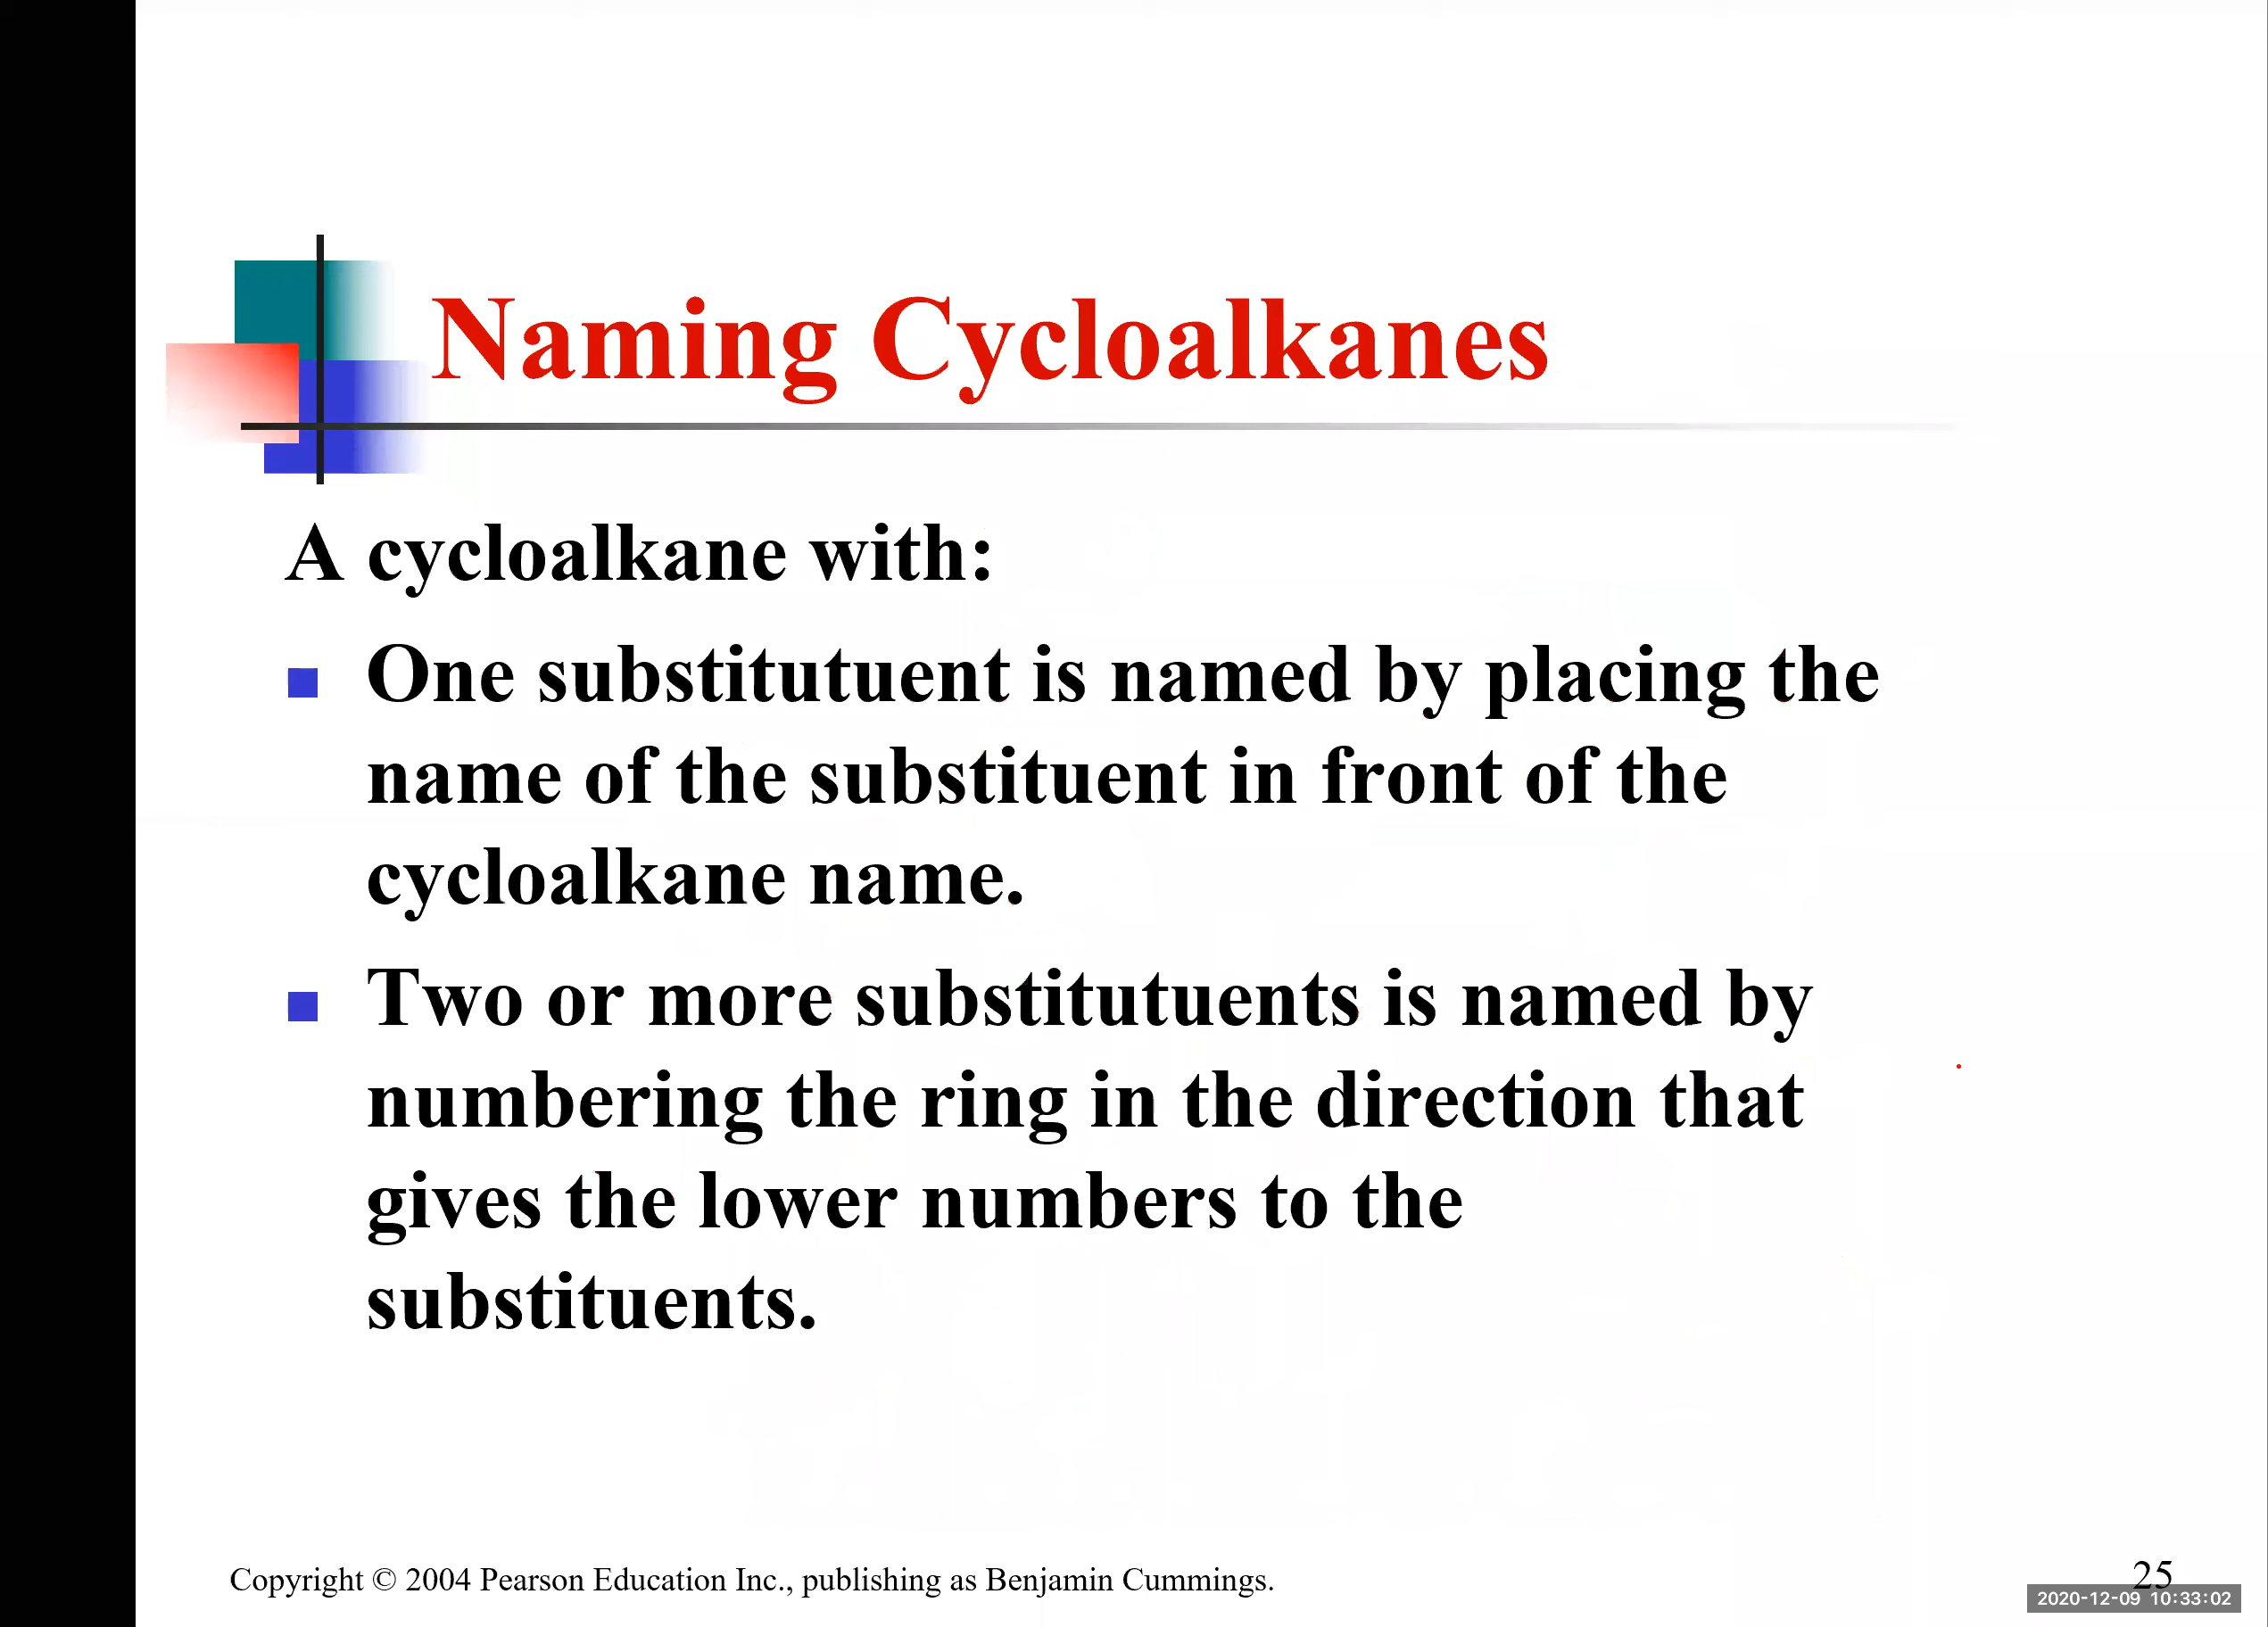 Naming Cycloalkanes
A cycloalkane with:
One substitutuent is named by placing the
name of the substituent in front of the
cycloalkane name.
Two or more substitutuents is named by
numbering the ring in the direction that
gives the lower numbers to the
substituents.
Copyright © 2004 Pearson Education Inc., publishing as Benjamin Cummings.
25
2020-12-09 10:33:02